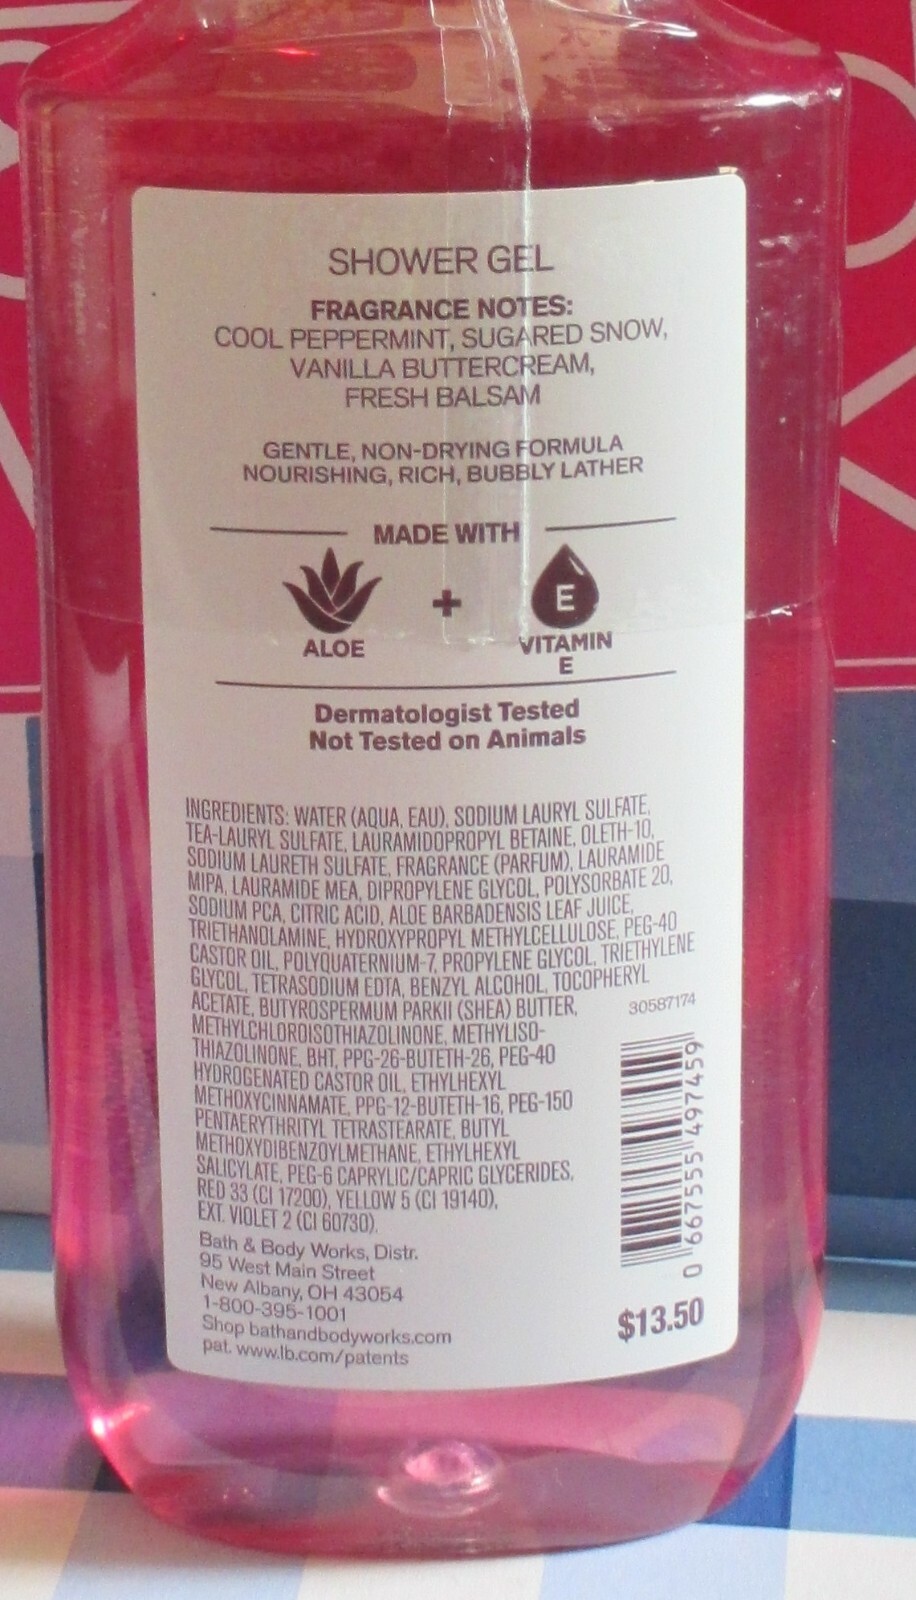 SHOWER GEL
FRAGRANCE NOTES:
COOL PEPPERMINT, SUGARED SNOW,
VANILLA BUTTERCREAM,
FRESH BALSAM
GENTLE, NON-DRYING FORMULA
NOURISHING, RICH, BUBBLY LATHER
MADE WITH
E
ALOE
+
VITAMIN
E
Dermatologist Tested
Not Tested on Animals
INGREDIENTS: WATER (AQUA, EAU), SODIUM LAURYL SULFATE,
TEA-LAURYL SULFATE, LAURAMIDOPROPYL BETAINE, OLETH-10,
SODIUM LAURETH SULFATE, FRAGRANCE (PARFUM), LAURAMIDE
MIPA, LAURAMIDE MEA, DIPROPYLENE GLYCOL, POLYSORBATE 20,
SODIUM PCA, CITRIC ACID, ALOE BARBADENSIS LEAF JUICE,
TRIETHANOLAMINE, HYDROXYPROPYL METHYLCELLULOSE, PEG-40
CASTOR OIL, POLYQUATERNIUM-7, PROPYLENE GLYCOL, TRIETHYLENE
GLYCOL, TETRASODIUM EDTA, BENZYL ALCOHOL, TOCOPHERYL
ACETATE, BUTYROSPERMUM PARKII (SHEA) BUTTER,
METHYLCHLOROISOTHIAZOLINONE, METHYLISO-
THIAZOLINONE, BHT, PPG-26-BUTETH-26, PEG-40
HYDROGENATED CASTOR OIL, ETHYLHEXYL
METHOXYCINNAMATE, PPG-12-BUTETH-16, PEG-150
PENTAERYTHRITYL TETRASTEARATE, BUTYL
METHOXYDIBENZOYLMETHANE, ETHYLHEXYL
SALICYLATE, PEG-6 CAPRYLIC/CAPRIC GLYCERIDES,
RED 33 (CI 17200), YELLOW 5 (CI 19140),
EXT. VIOLET 2 (CI 60730).
Bath & Body Works, Distr.
95 West Main Street
New Albany, OH 43054
1-800-395-1001
Shop bathandbodyworks.com
pat. www.lb.com/patents
30587174
0 667555 497459
$13.50